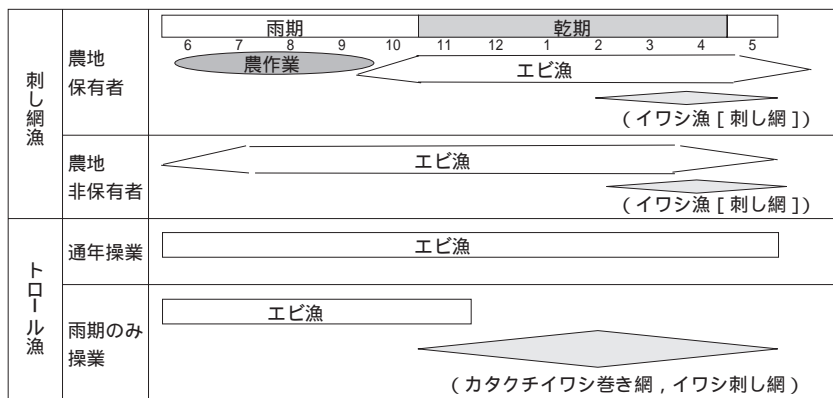 雨期 乾期
6 7 8 9 10 11 12 1 2 3 4 5
刺し網漁
農地
保有者
農作業
エビ漁
(イワシ漁[刺し網])
農地
非保有者
エビ漁
(イワシ漁[刺し網])
トロール漁
通年操業
エビ漁
雨期のみ
操業
エビ漁
(カタクチイワシ巻き網,イワシ刺し網)